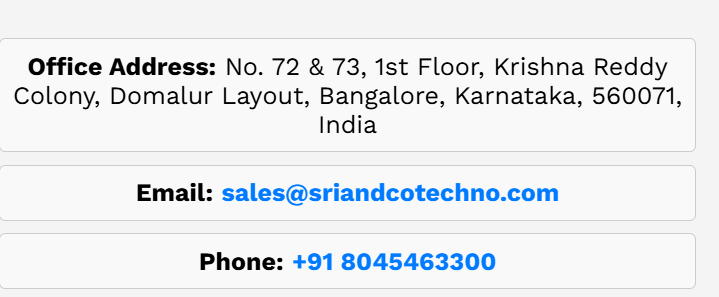 Office Address: No. 72 & 73, 1st Floor, Krishna Reddy
Colony, Domalur Layout, Bangalore, Karnataka, 560071,
India
Email: sales@sriandcotechno.com
Phone: +91 8045463300